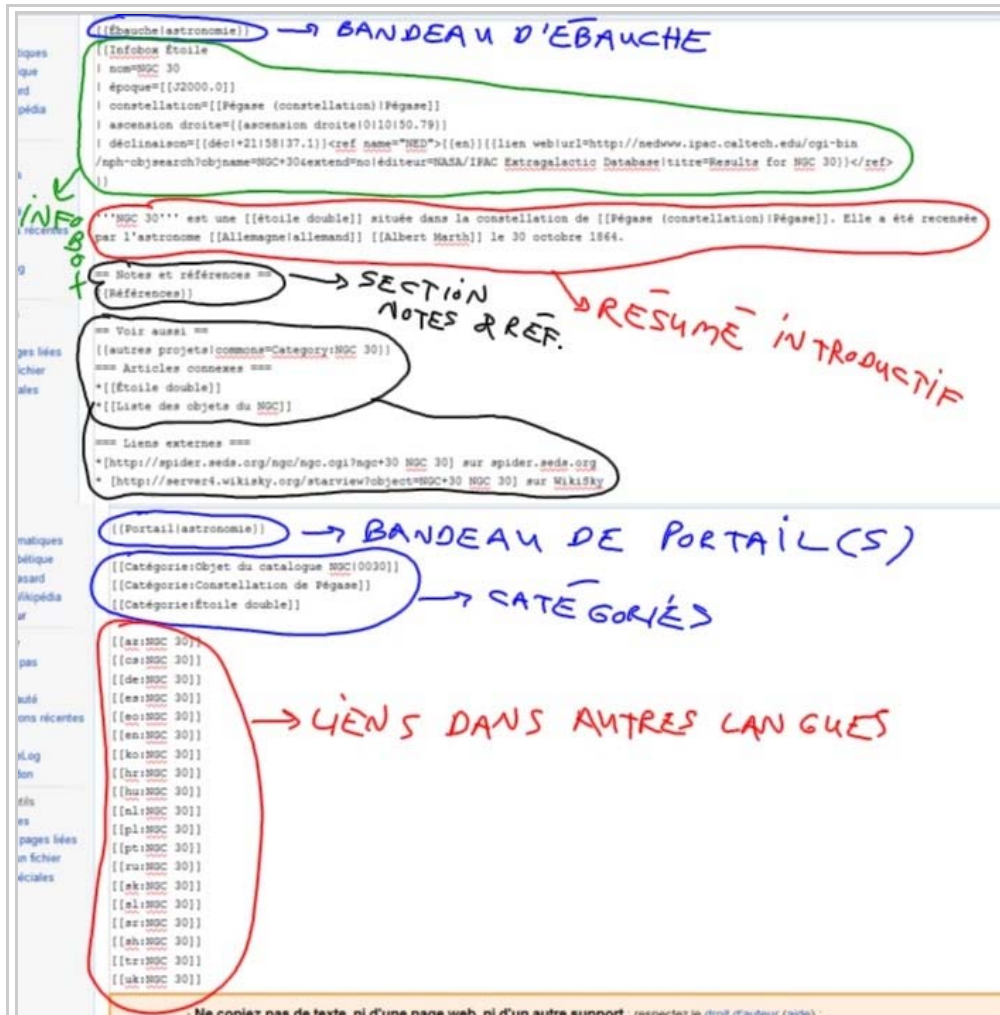 {{Ébauche|astronomie}} → BANDEAU D'ÉBAUCHE
{{Infobox Étoile
| nom=NGC 30
| époque=[[J2000.0]]
| constellation=[[Pégase (constellation)|Pégase]]
| ascension droite={{ascension droite|0|10|50.79}}
| déclinaison={{déc|+21|58|37.1}}<ref name="NED">{{en}}{{lien web|url=http://nedwww.ipac.caltech.edu/cgi-bin
/nph-objsearch?objname=NGC+30&extend=no|éditeur=NASA/IPAC Extragalactic Database|titre=Results for NGC 30}}</ref>
}}
INFOBOX
'''NGC 30''' est une [[étoile double]] située dans la constellation de [[Pégase (constellation)|Pégase]]. Elle a été recensée
par l'astronome [[Allemagne|allemand]] [[Albert Marth]] le 30 octobre 1864.
→ RÉSUMÉ INTRODUCTIF
== Notes et références ==
{{Références}}
→ SECTION
NOTES & RÉF.
== Voir aussi ==
{{autres projets|commons=Category:NGC 30}}
=== Articles connexes ===
*[[Étoile double]]
*[[Liste des objets du NGC]]
=== Liens externes ===
*[http://spider.seds.org/ngc/ngc.cgi?ngc+30 NGC 30] sur spider.seds.org
* [http://server4.wikisky.org/starview?object=NGC+30 NGC 30] sur WikiSky
{{Portail|astronomie}} → BANDEAU DE PORTAIL(S)
[[Catégorie:Objet du catalogue NGC|0030]]
[[Catégorie:Constellation de Pégase]]
[[Catégorie:Étoile double]]
→ CATÉGORIES
[[az:NGC 30]]
[[cs:NGC 30]]
[[de:NGC 30]]
[[es:NGC 30]]
[[eo:NGC 30]]
[[en:NGC 30]]
[[ko:NGC 30]]
[[hr:NGC 30]]
[[hu:NGC 30]]
[[nl:NGC 30]]
[[pl:NGC 30]]
[[pt:NGC 30]]
[[ru:NGC 30]]
[[sk:NGC 30]]
[[sl:NGC 30]]
[[sr:NGC 30]]
[[sh:NGC 30]]
[[tr:NGC 30]]
[[uk:NGC 30]]
→ LIENS DANS AUTRES LANGUES
Ne copiez pas de texte, ni d'une page web, ni d'un autre support : respectez le droit d'auteur (aide) :